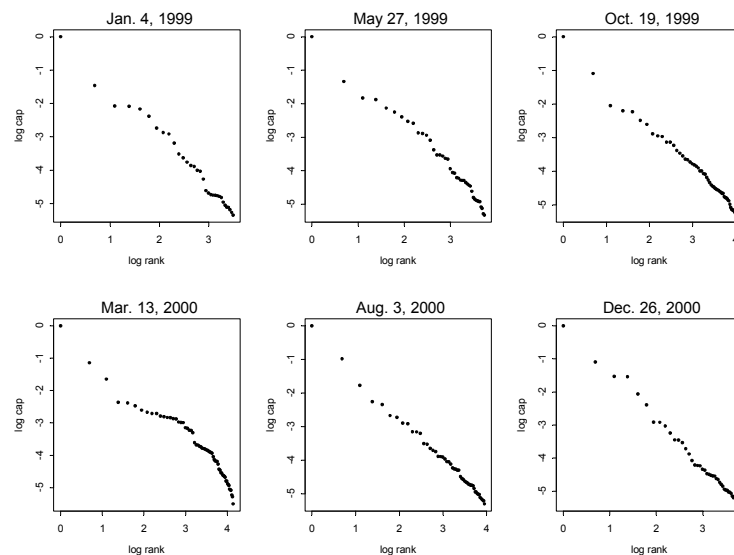 Jan. 4, 1999
May 27, 1999
Oct. 19, 1999
0
-1
-2
-3
-4
-5
log cap
0 1 2 3
log rank
0
-1
-2
-3
-4
-5
log cap
0 1 2 3
log rank
0
-1
-2
-3
-4
-5
log cap
0 1 2 3 4
log rank
Mar. 13, 2000
Aug. 3, 2000
Dec. 26, 2000
0
-1
-2
-3
-4
-5
log cap
0 1 2 3 4
log rank
0
-1
-2
-3
-4
-5
log cap
0 1 2 3 4
log rank
0
-1
-2
-3
-4
-5
log cap
0 1 2 3
log rank